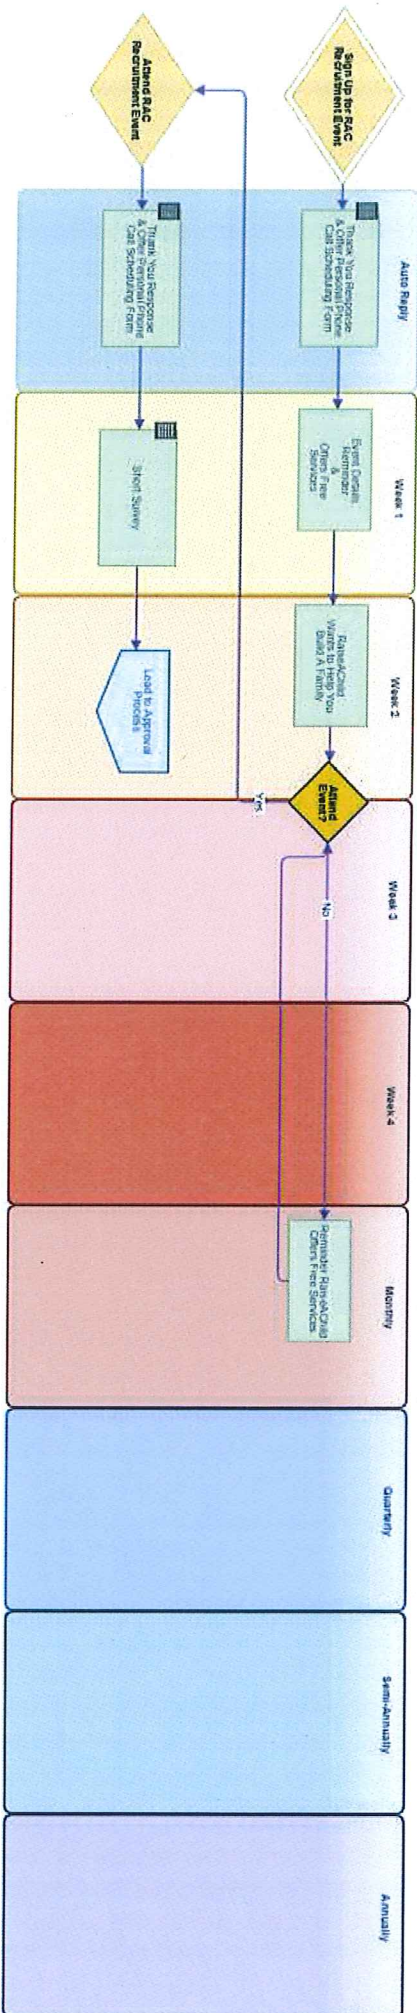 Auto Reply
Week 1
Week 2
Week 3
Week 4
Monthly
Quarterly
Semi-Annually
Annually
Sign Up for RAC
Recruitment Event
Thank You Response
& Offer Personal Phone
Call Scheduling Form
Event Details
Reminder
&
Offers Free
Services
RaiseAChild
Wants to Help You
Build A Family
Attend
Event?
No
Yes
Reminder RaiseAChild
Offers Free Services
Attend RAC
Recruitment Event
Thank You Response
& Offer Personal Phone
Call Scheduling Form
Short Survey
Lead to Approval
Process